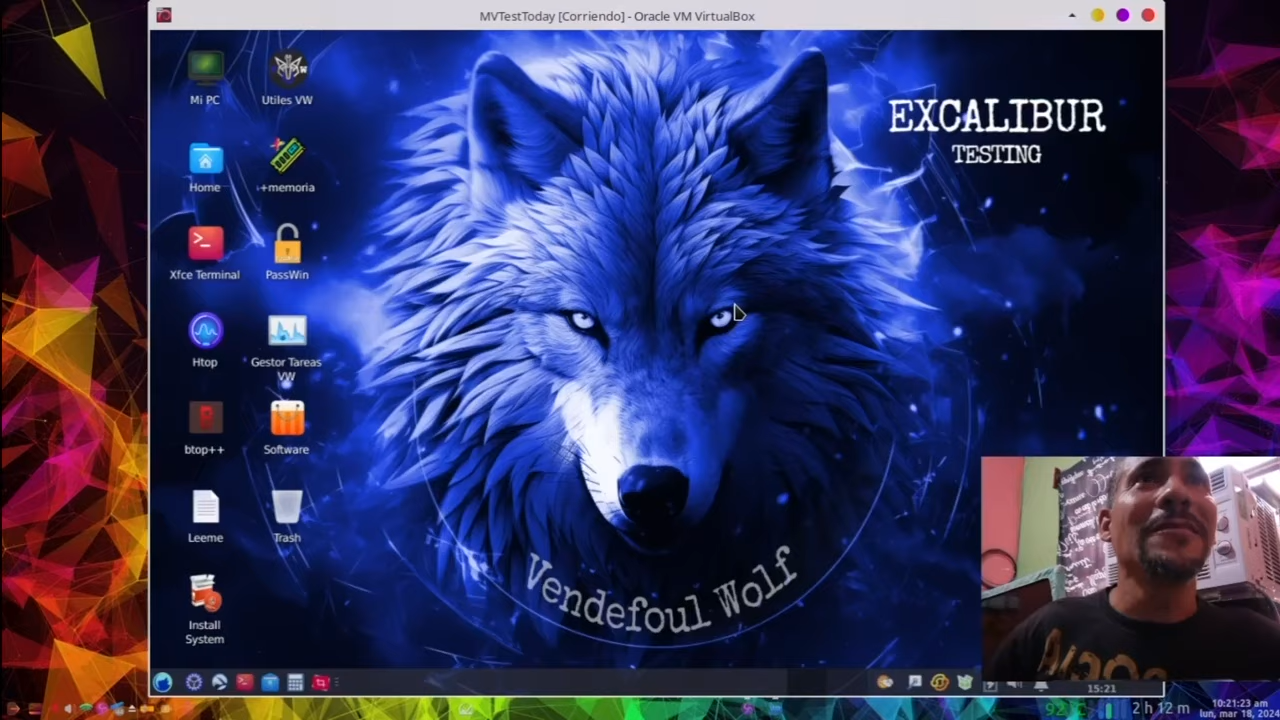 MVTestToday [Corriendo] - Oracle VM VirtualBox
Mi PC
Utiles VW
Home
+memoria
Xfce Terminal
PassWin
Htop
Gestor Tareas
VW
btop++
Software
Leeme
Trash
Install
System
EXCALIBUR
TESTING
Vendefoul Wolf
15:21
2 h 12 m
10:21:23 am
lun, mar 18, 2024